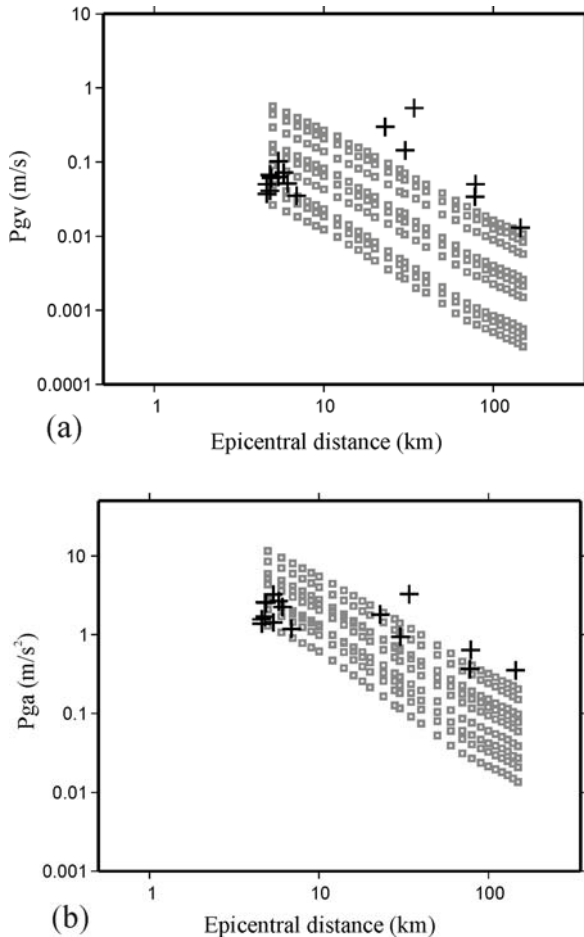 10
1
0.1
0.01
0.001
0.0001
Pgv (m/s)
1 10 100
(a)
Epicentral distance (km)
10
1
0.1
0.01
0.001
Pga (m/s²)
1 10 100
(b)
Epicentral distance (km)